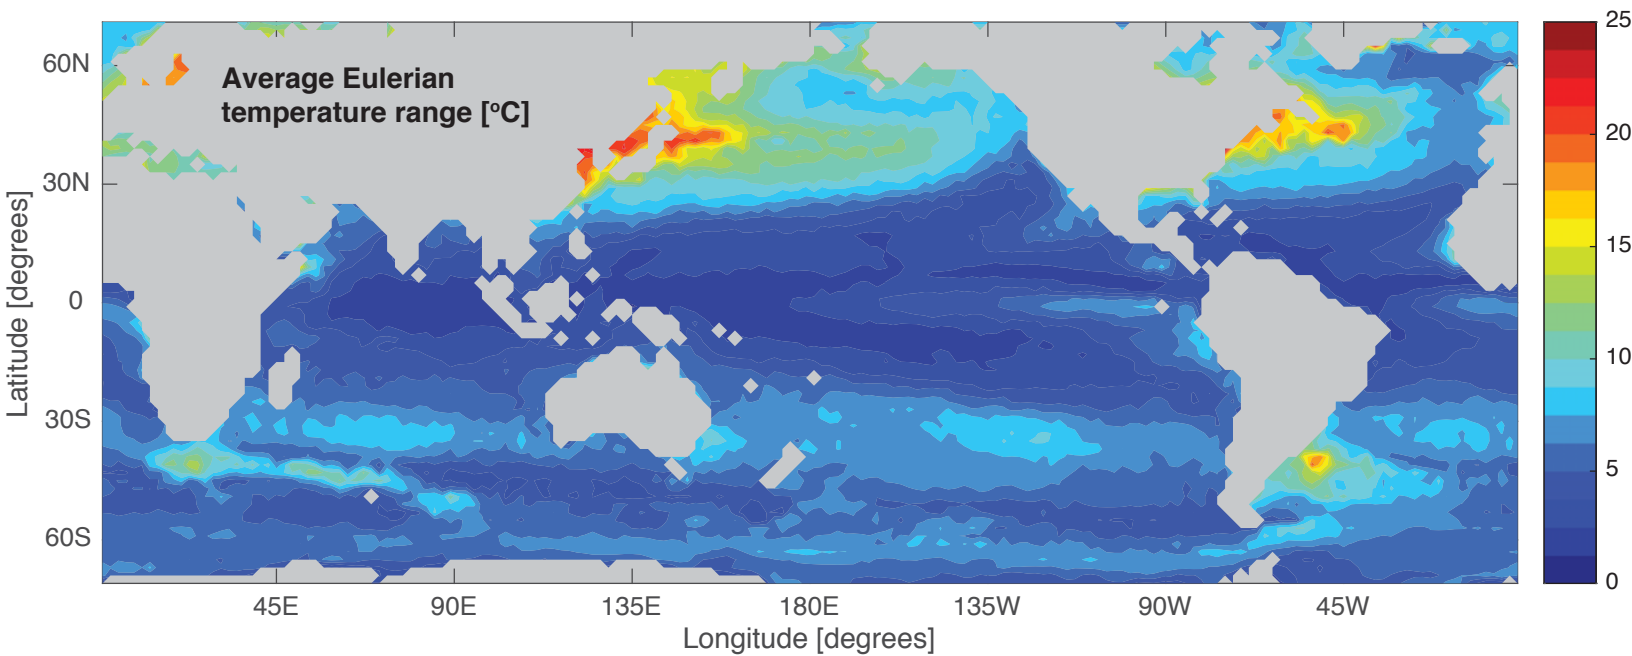 Average Eulerian
temperature range [°C]
Latitude [degrees]
60N
30N
0
30S
60S
45E
90E
135E
180E
135W
90W
45W
Longitude [degrees]
25
20
15
10
5
0